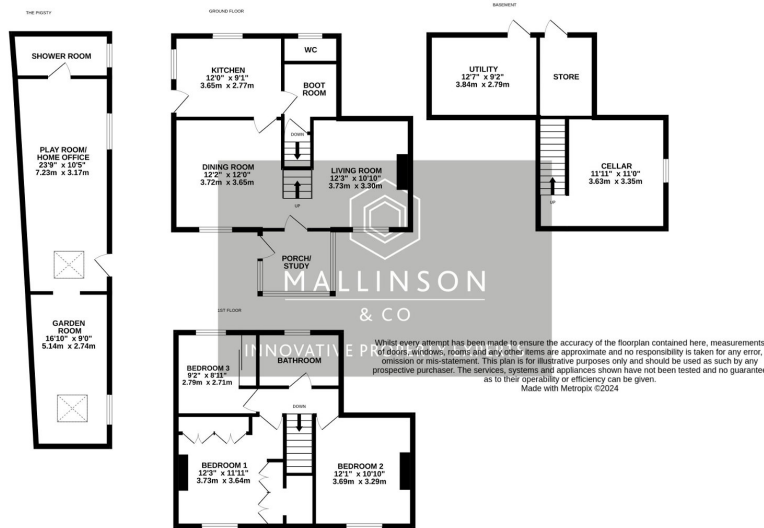 THE PIGSTY
SHOWER ROOM
PLAY ROOM/
HOME OFFICE
23'9" x 10'5"
7.23m x 3.17m
GARDEN
ROOM
16'10" x 9'0"
5.14m x 2.74m
GROUND FLOOR
KITCHEN
12'0" x 9'1"
3.65m x 2.77m
WC
BOOT
ROOM
DOWN
DINING ROOM
12'2" x 12'0"
3.72m x 3.65m
LIVING ROOM
12'3" x 10'10"
3.73m x 3.30m
UP
PORCH/
STUDY
BASEMENT
UTILITY
12'7" x 9'2"
3.84m x 2.79m
STORE
CELLAR
11'11" x 11'0"
3.63m x 3.35m
UP
MALLINSON
& CO
INNOVATIVE PROPERTY EXPERTS
1ST FLOOR
BEDROOM 3
9'2" x 8'11"
2.79m x 2.71m
BATHROOM
DOWN
BEDROOM 1
12'3" x 11'11"
3.73m x 3.64m
BEDROOM 2
12'1" x 10'10"
3.69m x 3.29m
Whilst every attempt has been made to ensure the accuracy of the floorplan contained here, measurements
of doors, windows, rooms and any other items are approximate and no responsibility is taken for any error,
omission or mis-statement. This plan is for illustrative purposes only and should be used as such by any
prospective purchaser. The services, systems and appliances shown have not been tested and no guarantee
as to their operability or efficiency can be given.
Made with Metropix ©2024